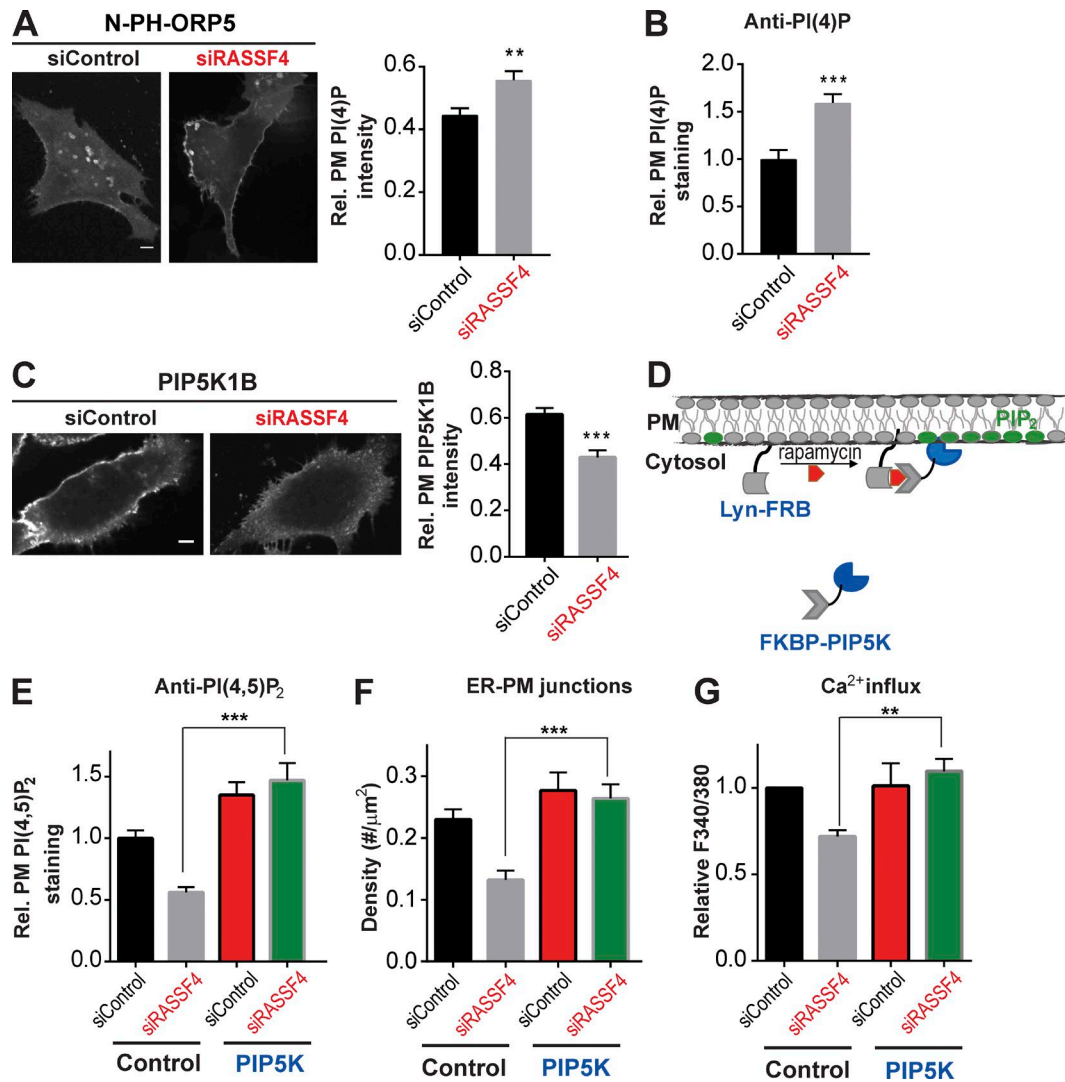 A
N-PH-ORP5
siControl
siRASSF4
Rel. PM PI(4)P
intensity
0.6
0.4
0.2
0.0
**
siControl
siRASSF4
B
Anti-PI(4)P
Rel. PM PI(4)P
staining
2.0
1.5
1.0
0.5
0.0
***
siControl
siRASSF4
C
PIP5K1B
siControl
siRASSF4
Rel. PM PIP5K1B
intensity
0.8
0.6
0.4
0.2
0.0
***
siControl
siRASSF4
D
PM
PIP₂
Cytosol
rapamycin
Lyn-FRB
FKBP-PIP5K
E
Anti-PI(4,5)P₂
Rel. PM PI(4,5)P₂
staining
1.5
1.0
0.5
0.0
***
siControl
siRASSF4
siControl
siRASSF4
Control
PIP5K
F
ER-PM junctions
Density (#/μm²)
0.3
0.2
0.1
0.0
***
siControl
siRASSF4
siControl
siRASSF4
Control
PIP5K
G
Ca²⁺influx
Relative F340/380
1.0
0.5
0.0
**
siControl
siRASSF4
siControl
siRASSF4
Control
PIP5K